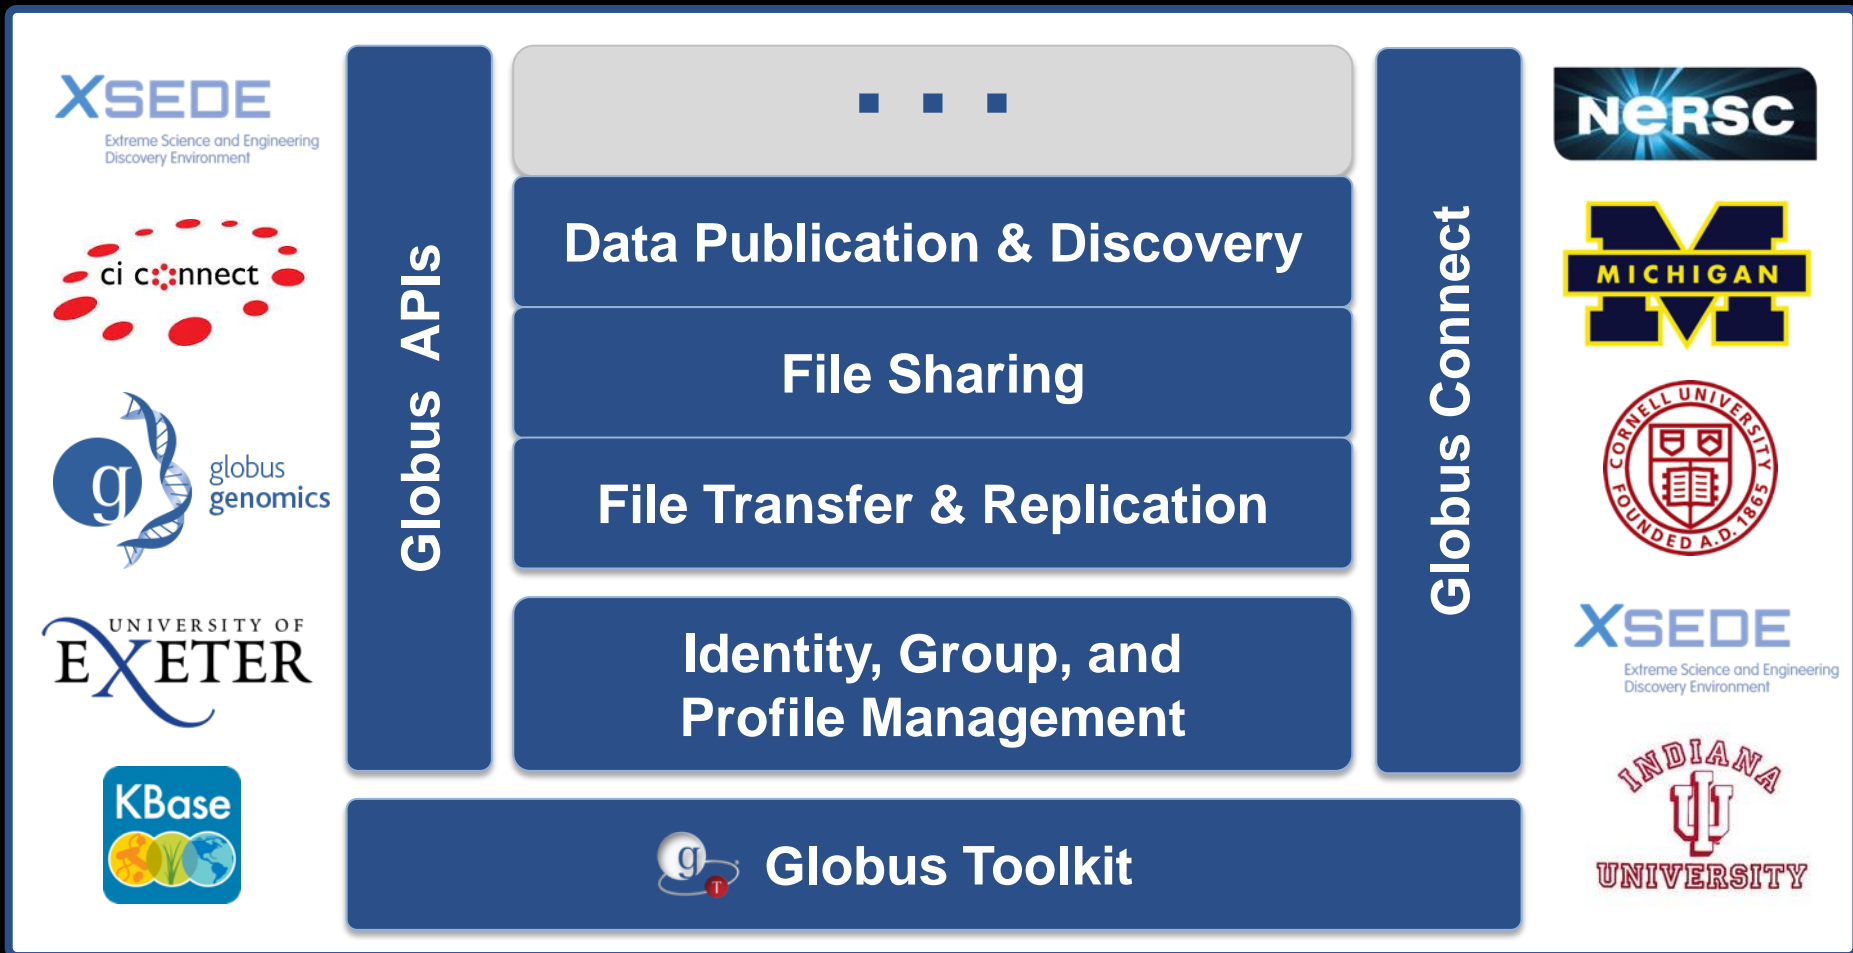 XSEDE
Extreme Science and Engineering
Discovery Environment
ci connect
g
globus
genomics
UNIVERSITY OF
EXETER
KBase
Globus APIs
...
Data Publication & Discovery
File Sharing
File Transfer & Replication
Identity, Group, and
Profile Management
g
T
Globus Toolkit
Globus Connect
NERSC
M
MICHIGAN
CORNELL UNIVERSITY
FOUNDED A.D. 1865
XSEDE
Extreme Science and Engineering
Discovery Environment
INDIANA
IU
UNIVERSITY